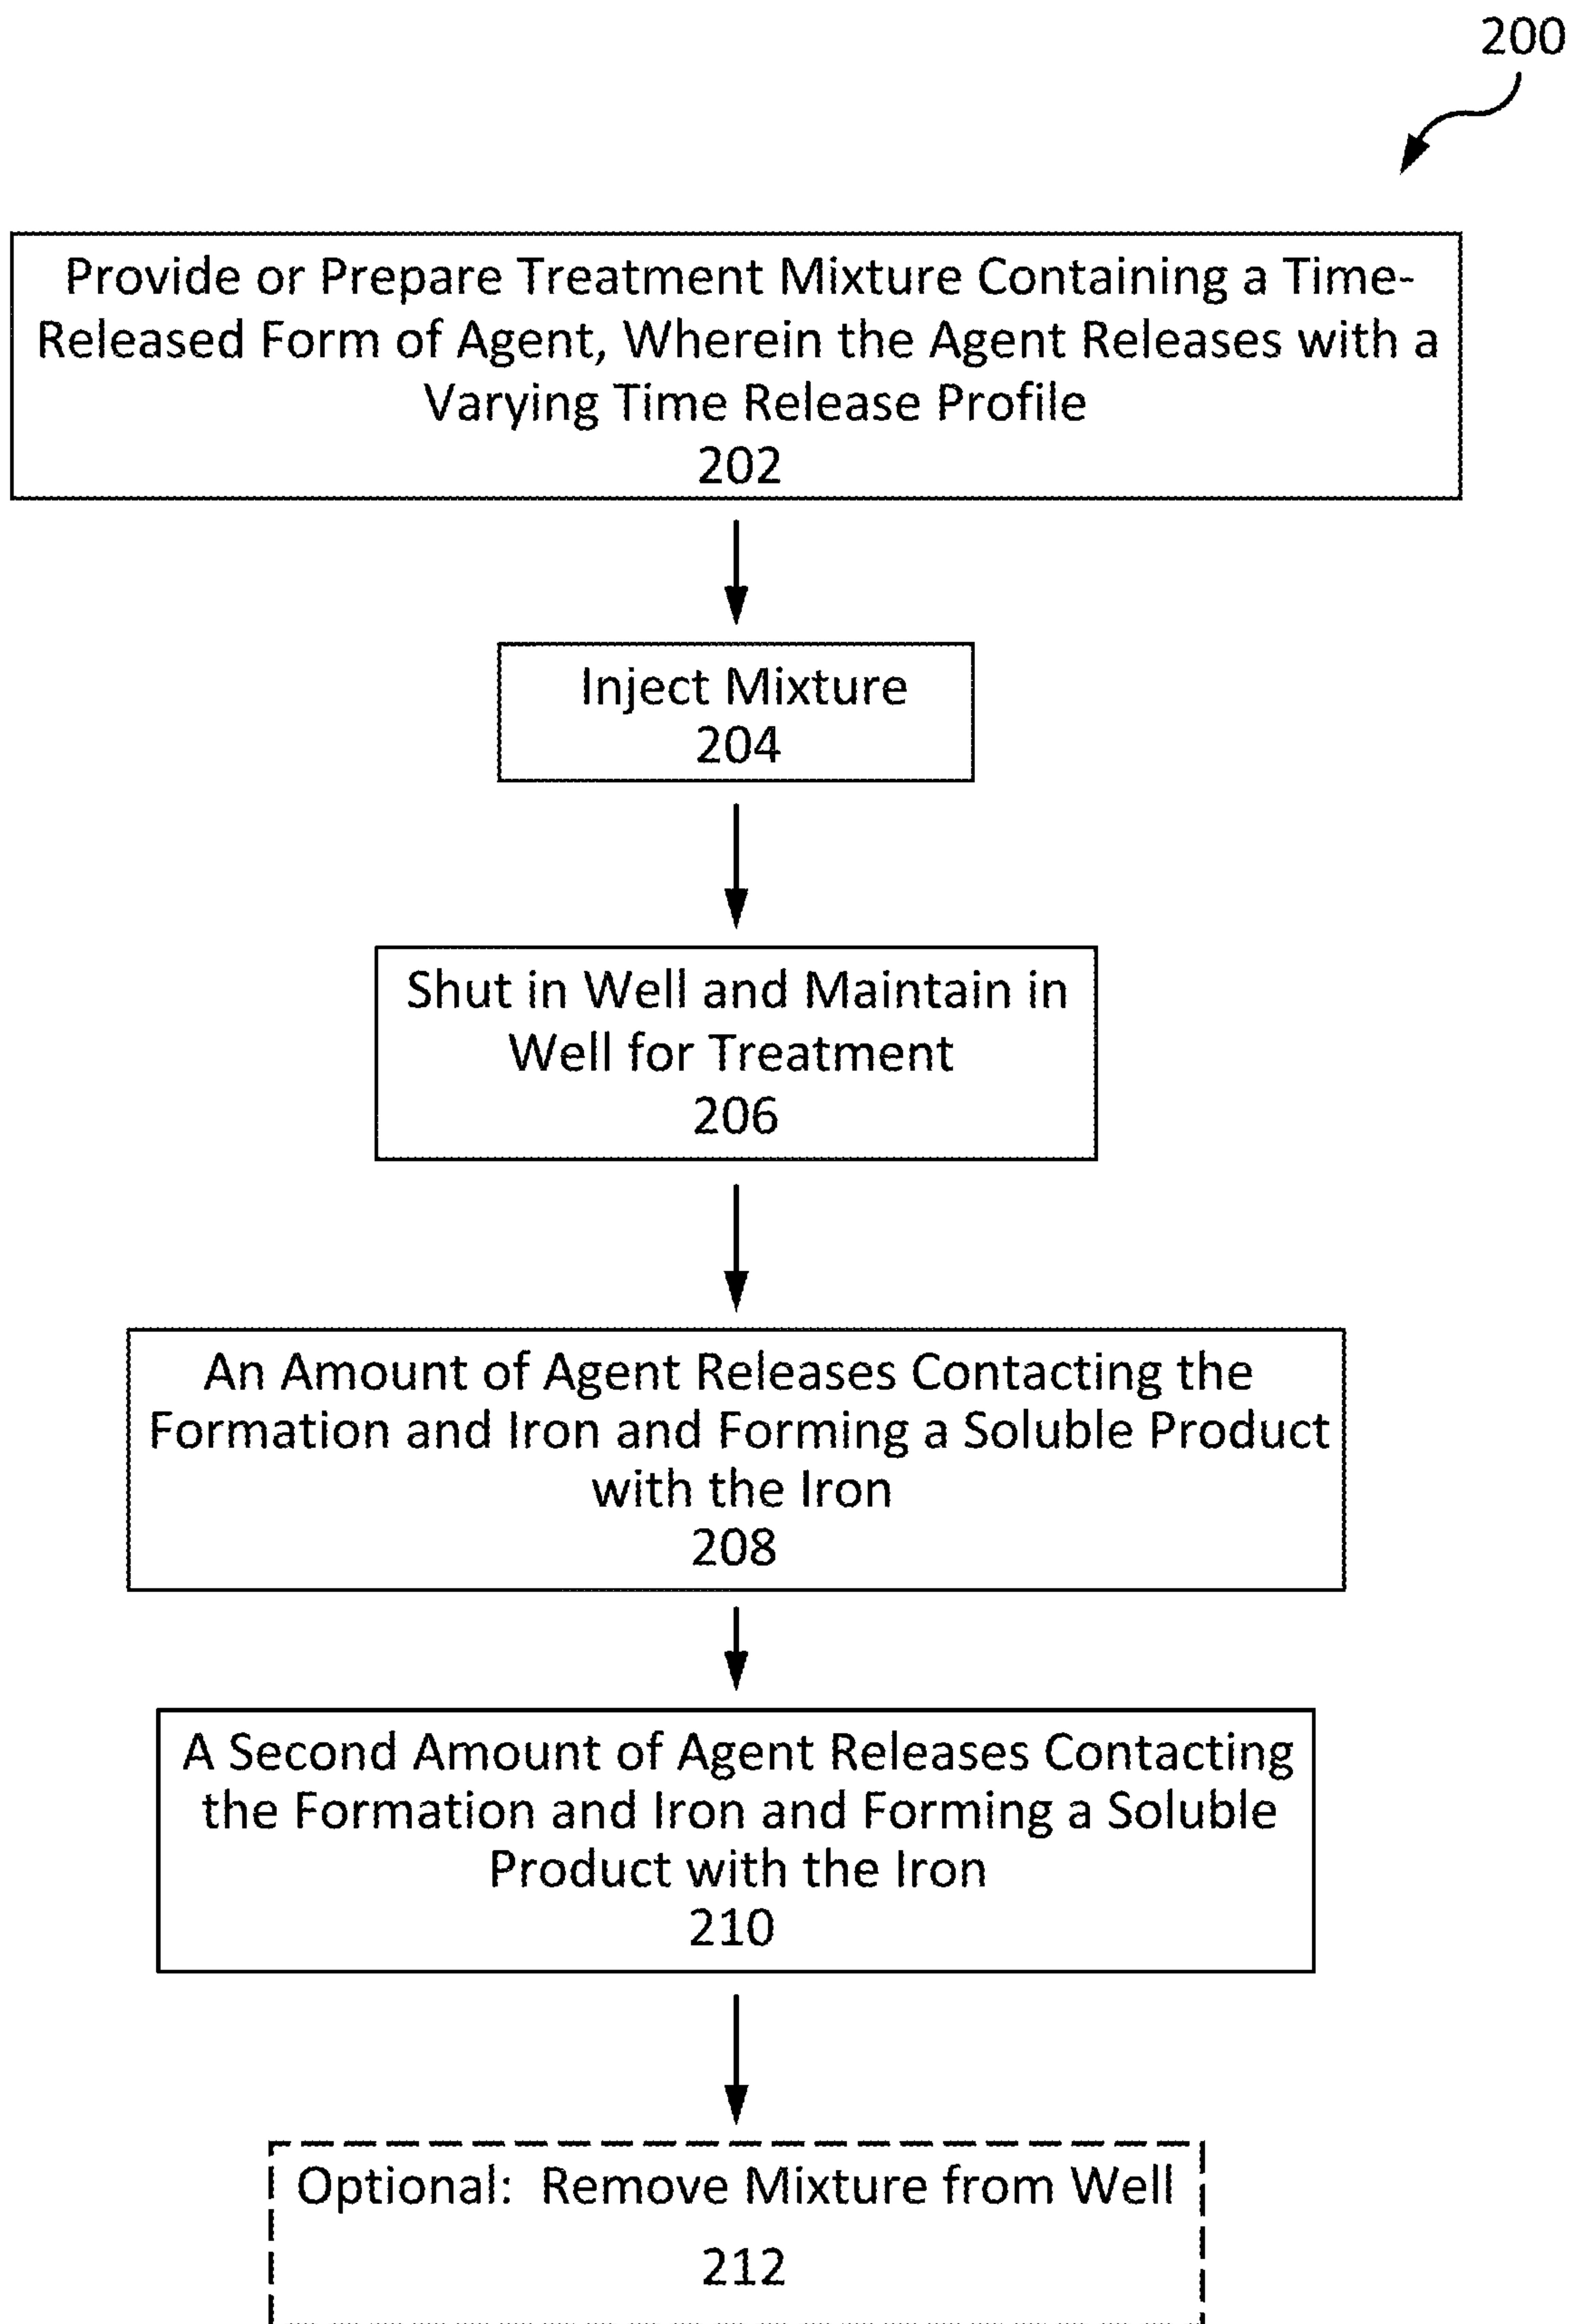 200
Provide or Prepare Treatment Mixture Containing a Time-
Released Form of Agent, Wherein the Agent Releases with a
Varying Time Release Profile
202
Inject Mixture
204
Shut in Well and Maintain in
Well for Treatment
206
An Amount of Agent Releases Contacting the
Formation and Iron and Forming a Soluble Product
with the Iron
208
A Second Amount of Agent Releases Contacting
the Formation and Iron and Forming a Soluble
Product with the Iron
210
Optional:  Remove Mixture from Well
212